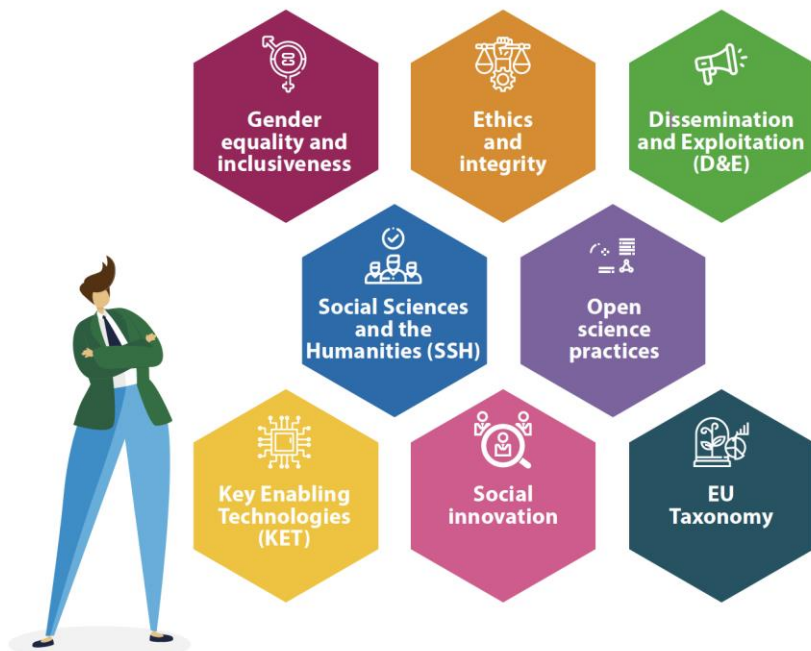 Gender
equality and
inclusiveness
Ethics
and
integrity
Dissemination
and Exploitation
(D&E)
Social Sciences
and the
Humanities (SSH)
Open
science
practices
Key Enabling
Technologies
(KET)
Social
innovation
EU
Taxonomy